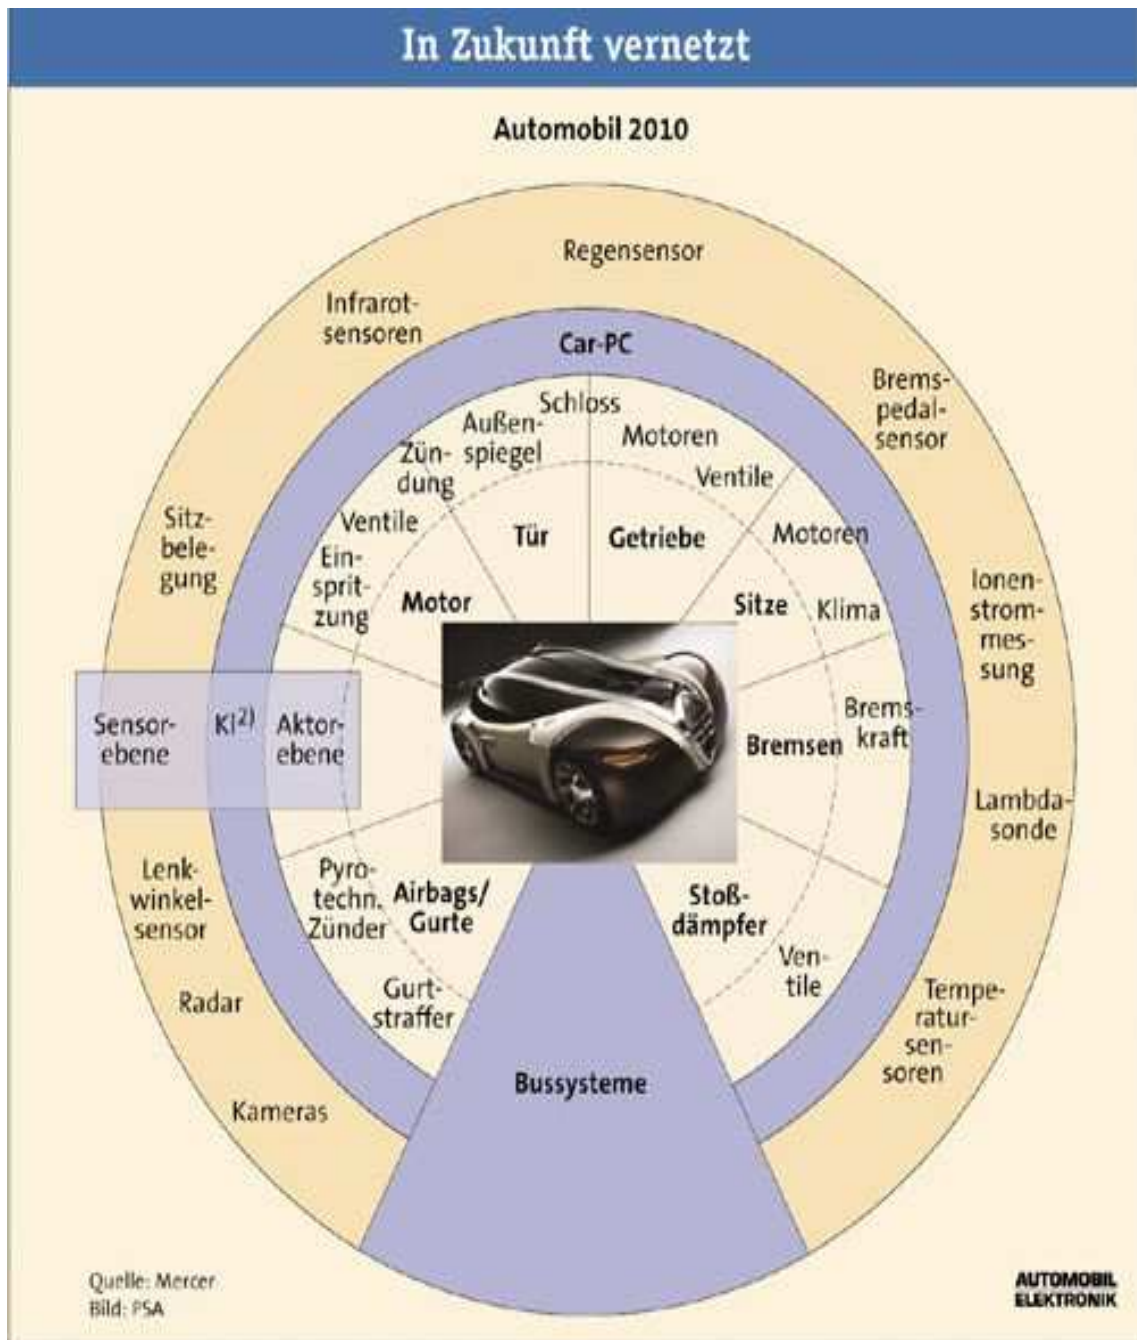 In Zukunft vernetzt
Automobil 2010
Regensensor
Infrarot-
sensoren
Car-PC
Brems-
pedal-
sensor
Schloss
Außen-
spiegel
Motoren
Zün-
dung
Ventile
Sitz-
bele-
gung
Ventile
Tür
Getriebe
Motoren
Ein-
sprit-
zung
Motor
Sitze
Klima
Ionen-
strom-
mes-
sung
Sensor-
ebene
KI2)
Aktor-
ebene
Bremsen
Brems-
kraft
Lambda-
sonde
Lenk-
winkel-
sensor
Pyro-
techn.
Zünder
Airbags/
Gurte
Stoß-
dämpfer
Ven-
tile
Radar
Gurt-
straffer
Tempe-
ratur-
sen-
soren
Bussysteme
Kameras
Quelle: Mercer
Bild: PSA
AUTOMOBIL
ELEKTRONIK